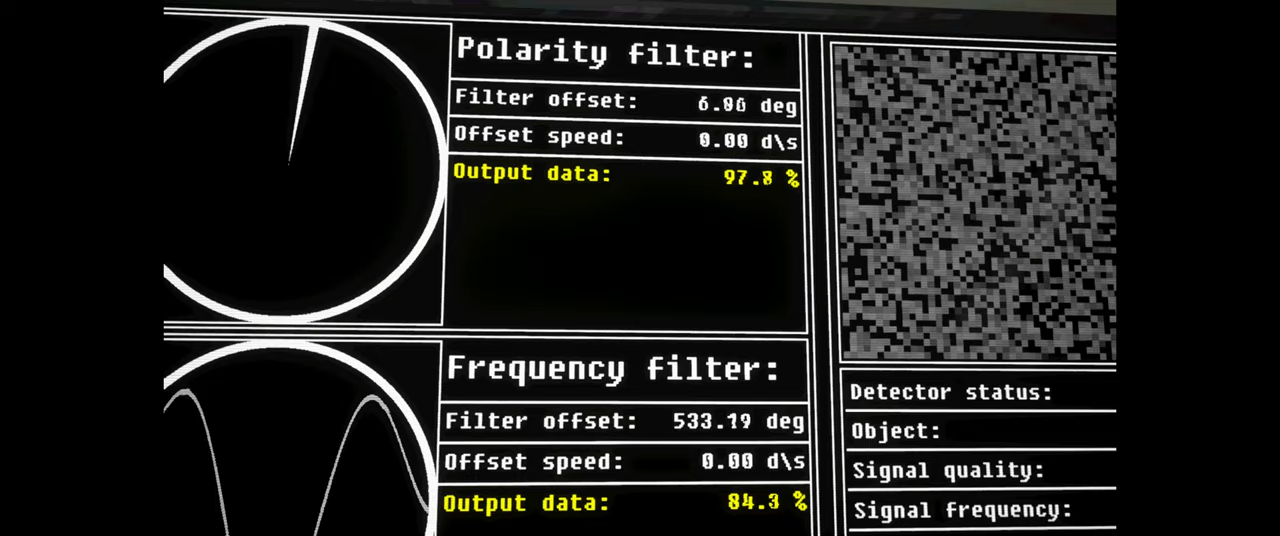 Polarity filter:
Filter offset: 6.86 deg
Offset speed: 0.00 d\s
Output data: 97.8 %
Frequency filter:
Filter offset: 533.19 deg
Offset speed: 0.00 d\s
Output data: 84.3 %
Detector status:
Object:
Signal quality:
Signal frequency: